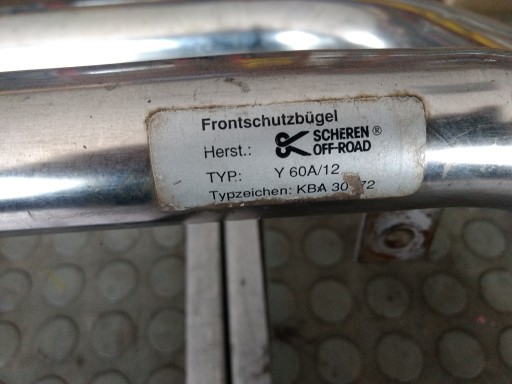 Frontschutzbügel
Herst.: SCHEREN ®
OFF-ROAD
TYP.: Y 60A/12
Typzeichen: KBA